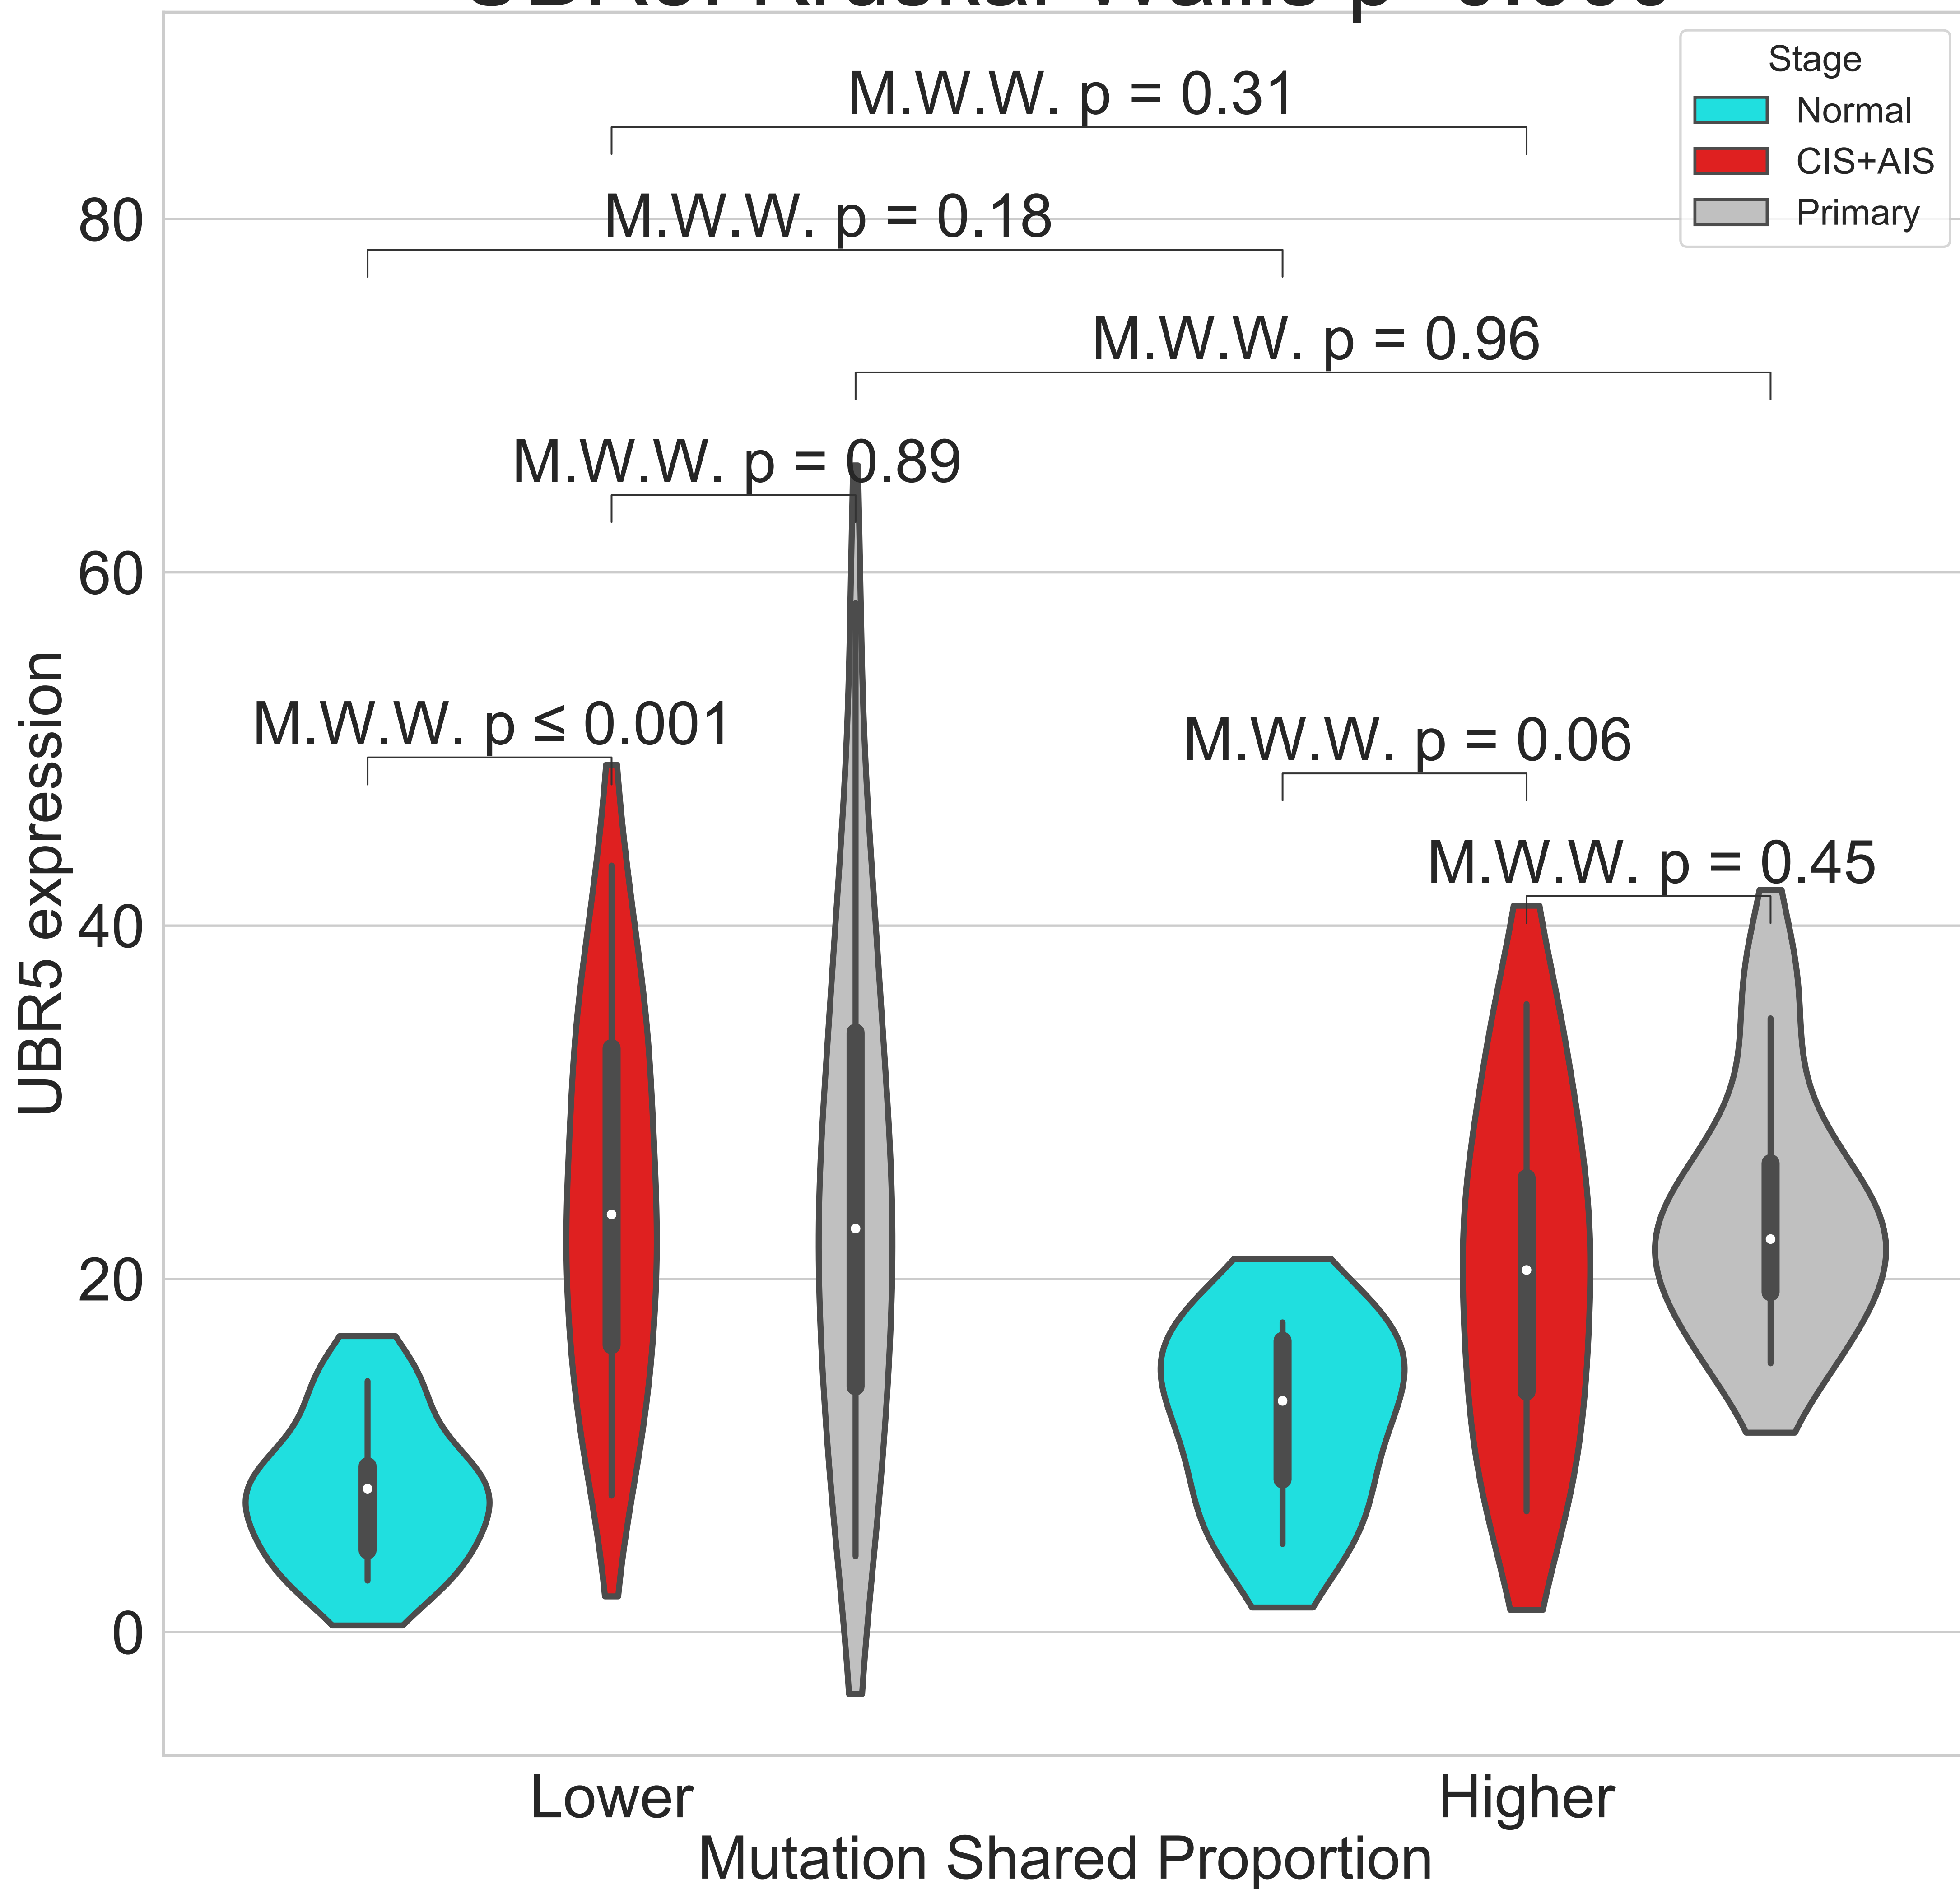 Stage
Normal
CIS+AIS
Primary
M.W.W. p = 0.31
M.W.W. p = 0.18
M.W.W. p = 0.96
M.W.W. p = 0.89
M.W.W. p ≤ 0.001
M.W.W. p = 0.06
M.W.W. p = 0.45
80
60
40
20
0
UBR5 expression
Lower
Higher
Mutation Shared Proportion